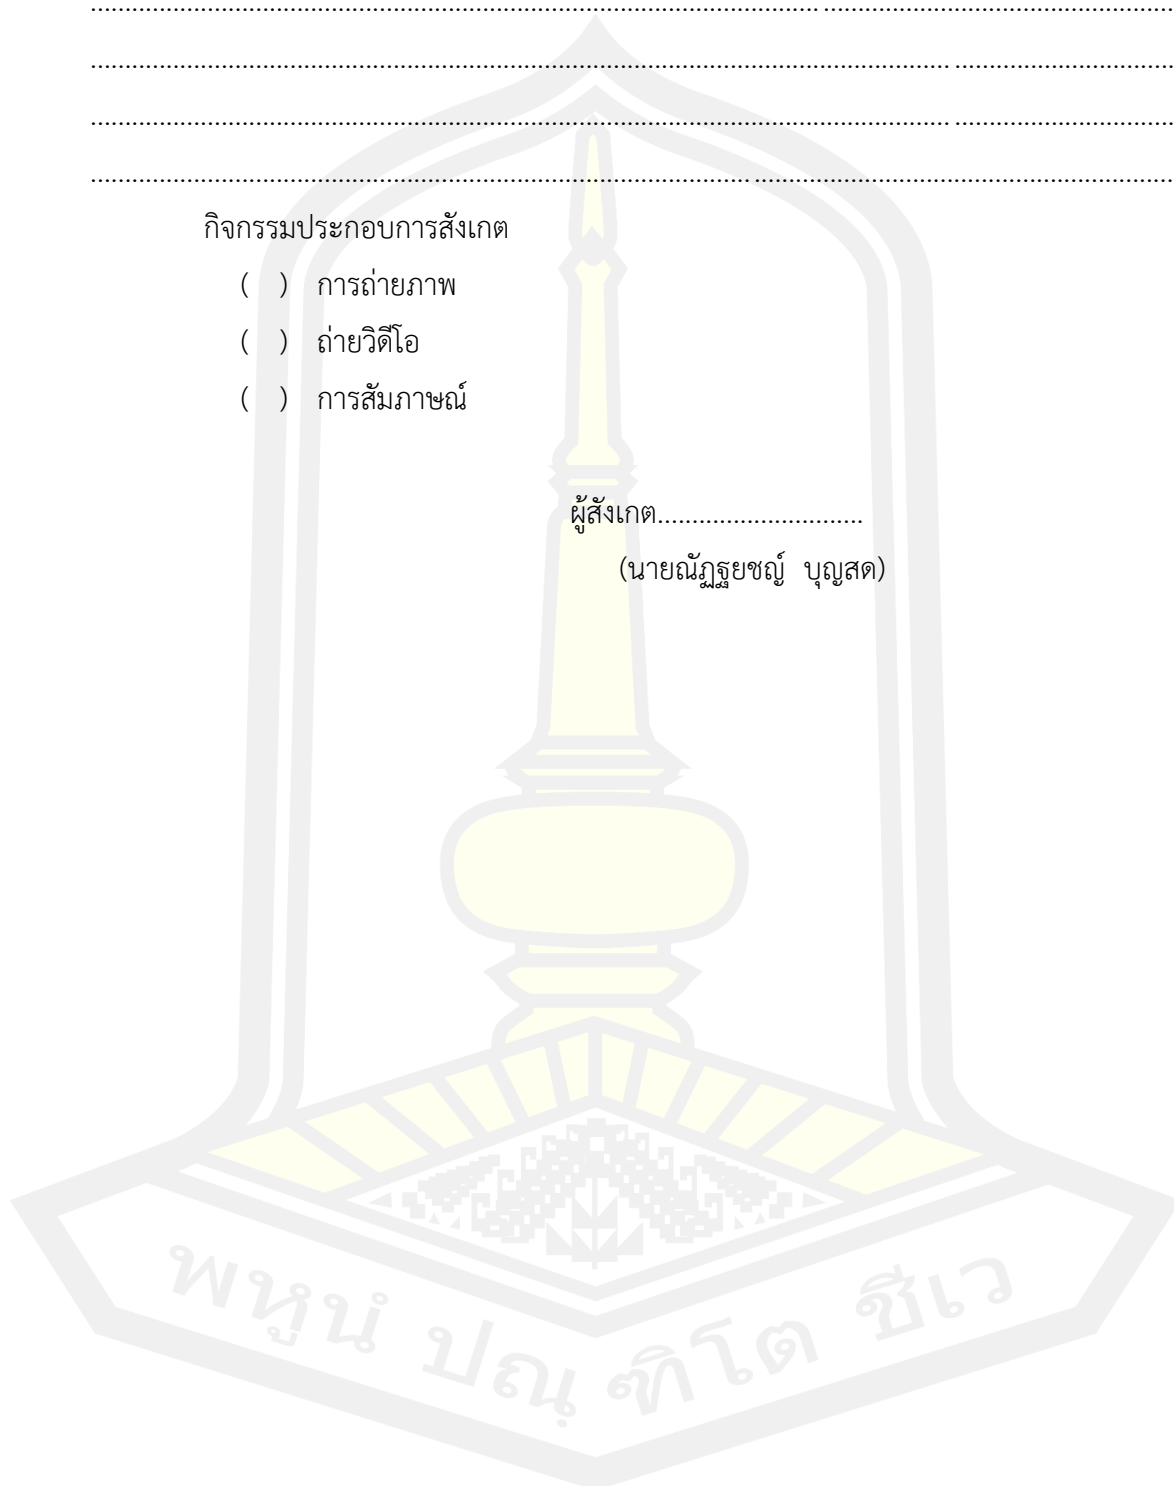 ........................................................................................................ ..................................................
........................................................................................................................... ...............................
........................................................................................................................... ...............................
.............................................................................................. ............................................................
กิจกรรมประกอบการสังเกต
( ) การถ่ายภาพ
( ) ถ่ายวิดีโอ
( ) การสัมภาษณ์
ผู้สังเกต..............................
(นายณัฏฐยชญ์ บุญสด)
พหูนํ ปณฺฑิโต ชีเว